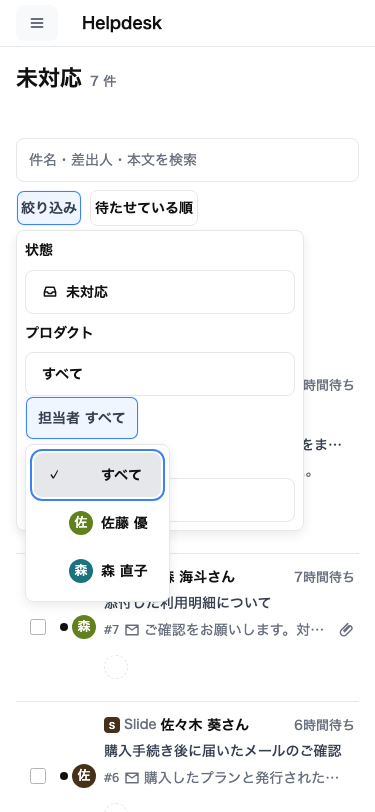 Helpdesk
未対応 7 件
件名・差出人・本文を検索
絞り込み 待たせている順
状態
未対応
プロダクト
すべて
時間待ち
担当者 すべて
をま…
。
✓ すべて
佐 佐藤 優
森 森 直子
海斗さん 7時間待ち
添付した利用明細について
森 #7 ご確認をお願いします。対…
S Slide 佐々木 葵さん 6時間待ち
購入手続き後に届いたメールのご確認
佐 #6 購入したプランと発行された…